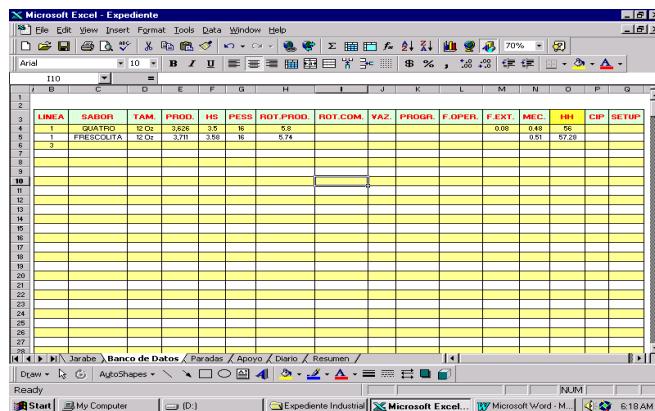 Microsoft Excel - Expediente
File Edit View Insert Format Tools Data Window Help
70%
Arial 10 B I U $ % ,
I10 =
B C D E F G H I J K L M N O P Q
1
2
3 LINEA SABOR TAM. PROD. HS PESS ROT.PROD. ROT.COM. VAZ. PROGR. F.OPER. F.EXT. MEC. HH CIP SETUP
4 1 QUATRO 12 Oz 3,626 3.5 16 5.8 0.08 0.48 56
5 1 FRESCOLITA 12 Oz 3,711 3.58 16 5.74 0.51 57.28
6 3
7
8
9
10
11
12
13
14
15
16
17
18
19
20
21
22
23
24
25
26
27
28
Jarabe Banco de Datos Paradas Apoyo Diario Resumen
Draw AutoShapes
Ready NUM
Start My Computer (D:) Expediente Industrial Microsoft Excel... Microsoft Word - M... 6:18 AM